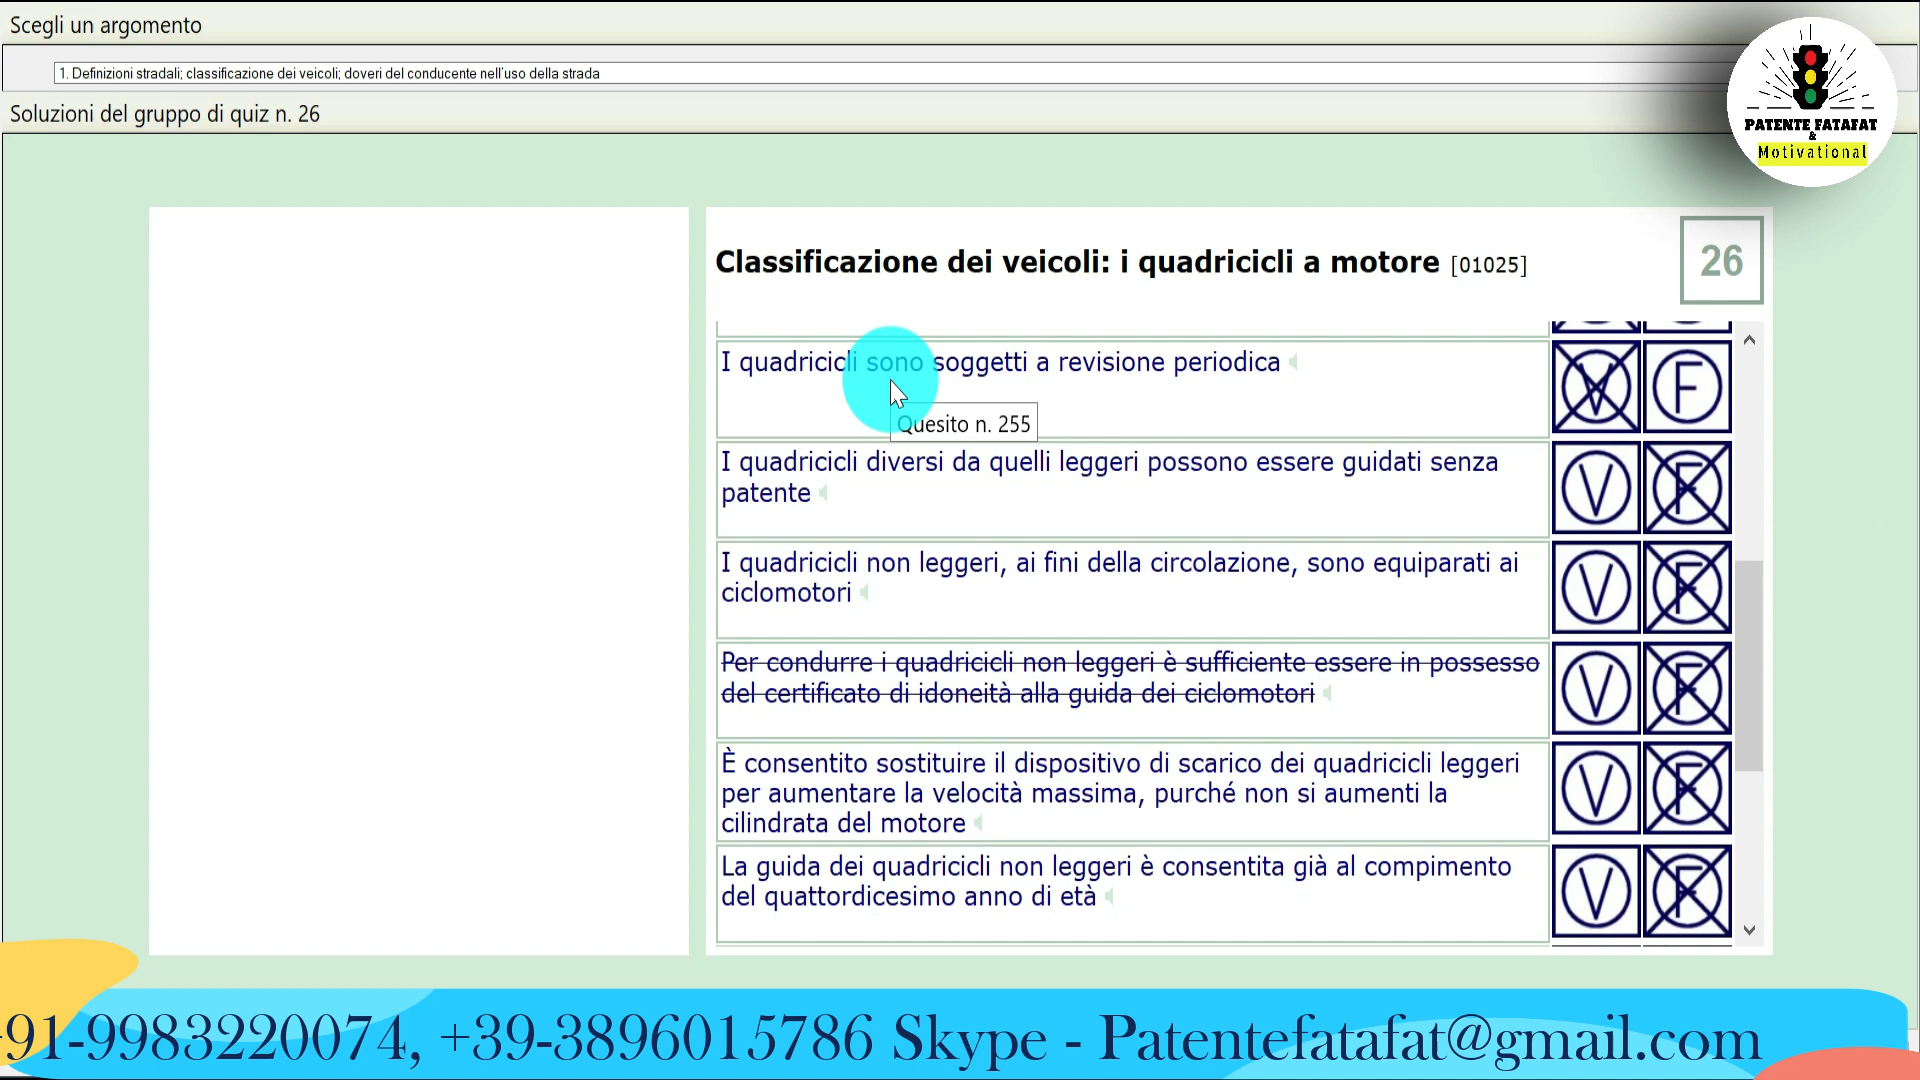 Scegli un argomento
1. Definizioni stradali; classificazione dei veicoli; doveri del conducente nell'uso della strada
Soluzioni del gruppo di quiz n. 26
PATENTE FATAFAT
&
Motivational
Classificazione dei veicoli: i quadricicli a motore [01025]
26
I quadricicli sono soggetti a revisione periodica
V F
Quesito n. 255
I quadricicli diversi da quelli leggeri possono essere guidati senza
patente
V F
I quadricicli non leggeri, ai fini della circolazione, sono equiparati ai
ciclomotori
V F
Per condurre i quadricicli non leggeri è sufficiente essere in possesso
del certificato di idoneità alla guida dei ciclomotori
V F
È consentito sostituire il dispositivo di scarico dei quadricicli leggeri
per aumentare la velocità massima, purché non si aumenti la
cilindrata del motore
V F
La guida dei quadricicli non leggeri è consentita già al compimento
del quattordicesimo anno di età
V F
91-9983220074, +39-3896015786 Skype - Patentefatafat@gmail.com